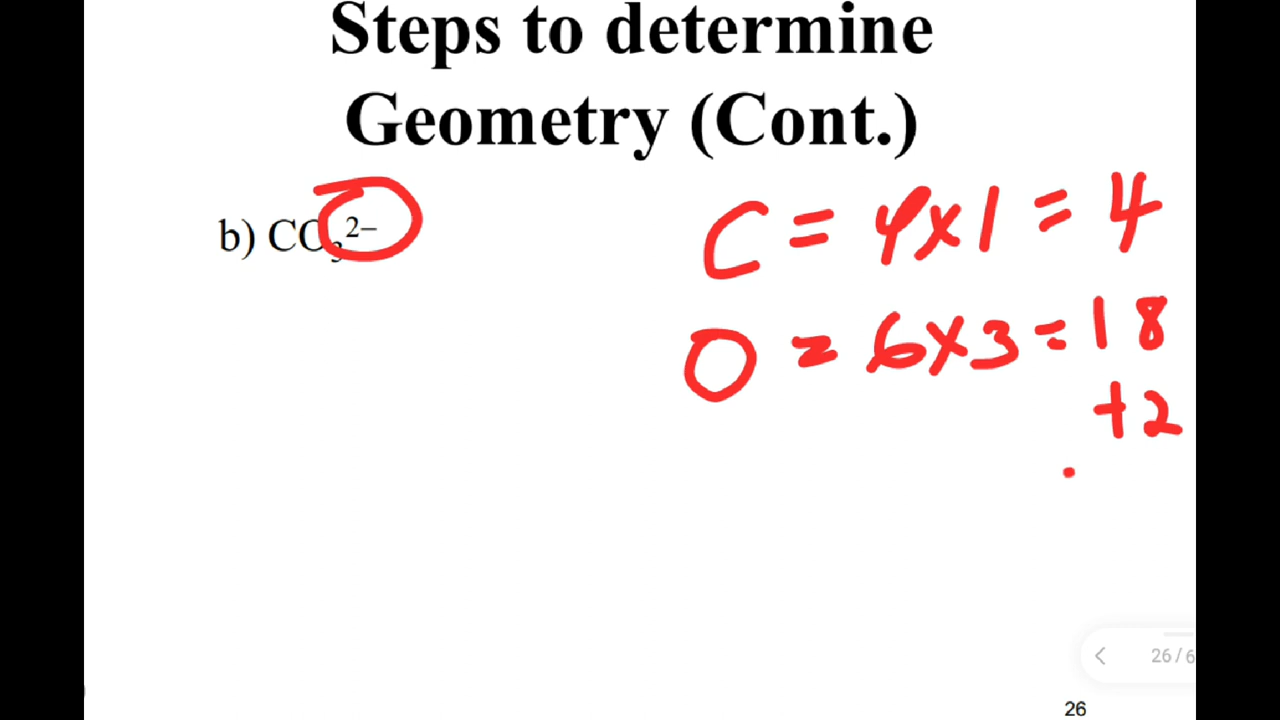 Steps to determine
Geometry (Cont.)
b) CO₃²⁻
C = 4x1 = 4
O = 6x3 = 18
+2
26 / 6
26